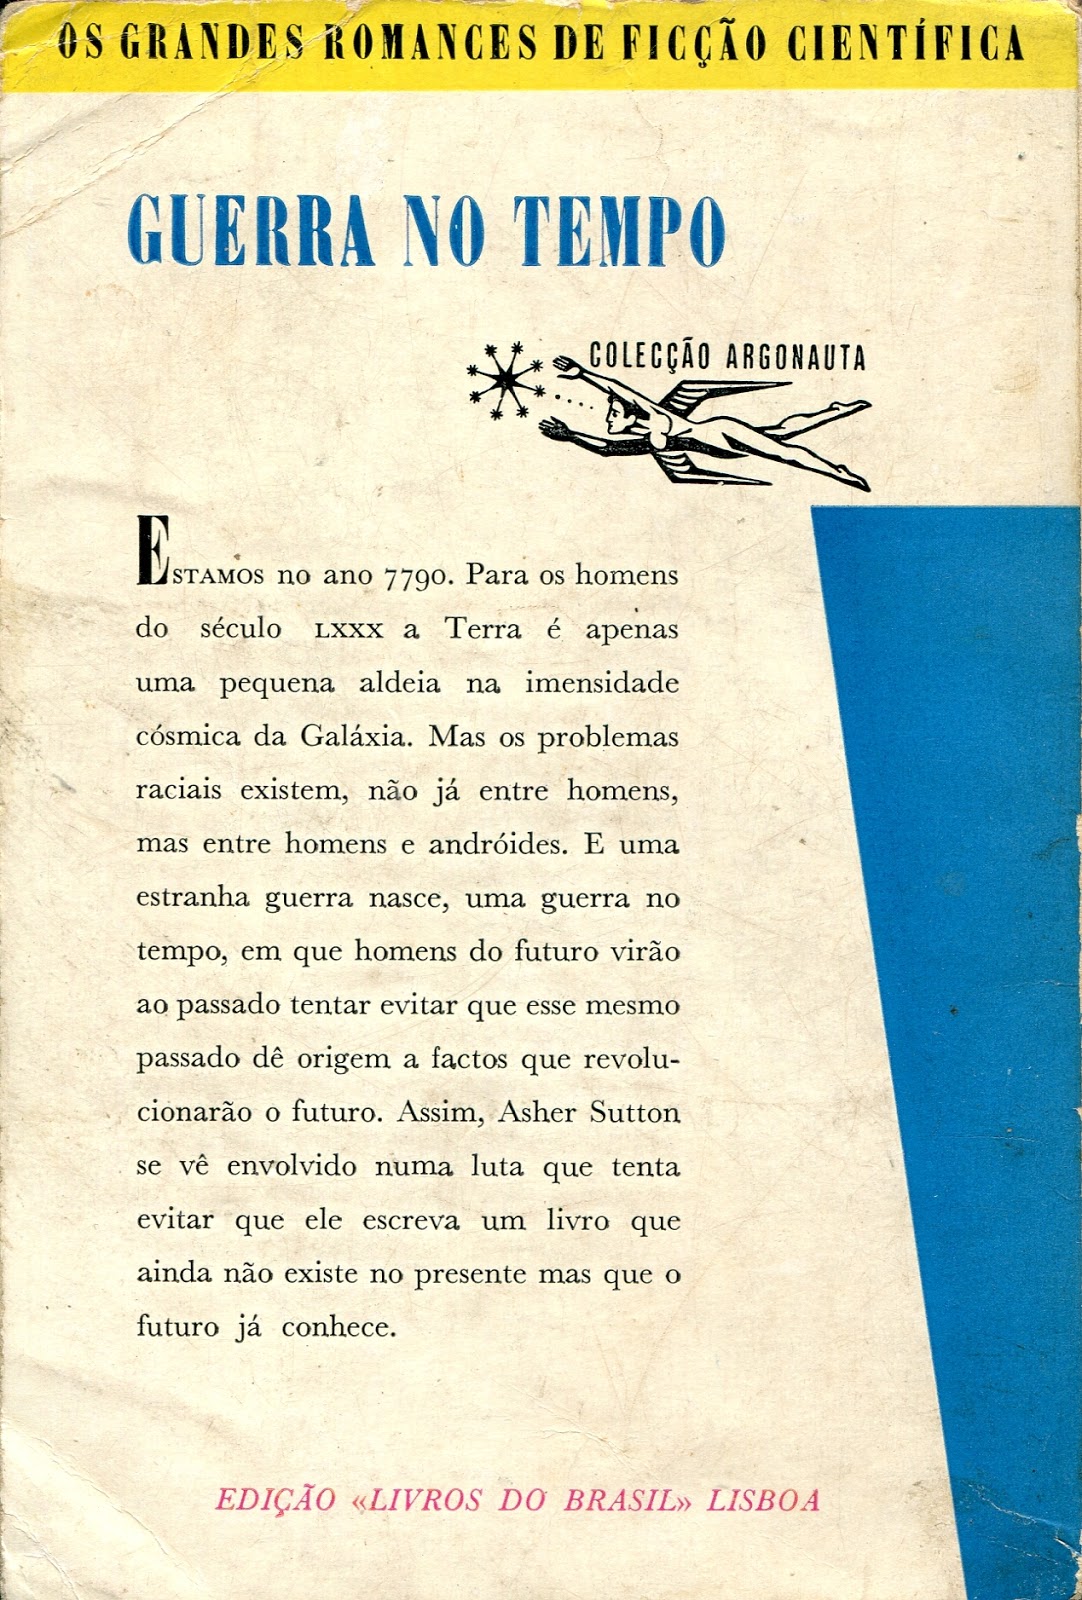 OS GRANDES ROMANCES DE FICÇÃO CIENTÍFICA
GUERRA NO TEMPO
COLECÇÃO ARGONAUTA
ESTAMOS no ano 7790. Para os homens
do século LXXX a Terra é apenas
uma pequena aldeia na imensidade
cósmica da Galáxia. Mas os problemas
raciais existem, não já entre homens,
mas entre homens e andróides. E uma
estranha guerra nasce, uma guerra no
tempo, em que homens do futuro virão
ao passado tentar evitar que esse mesmo
passado dê origem a factos que revolu-
cionarão o futuro. Assim, Asher Sutton
se vê envolvido numa luta que tenta
evitar que ele escreva um livro que
ainda não existe no presente mas que o
futuro já conhece.
EDIÇÃO «LIVROS DO BRASIL» LISBOA